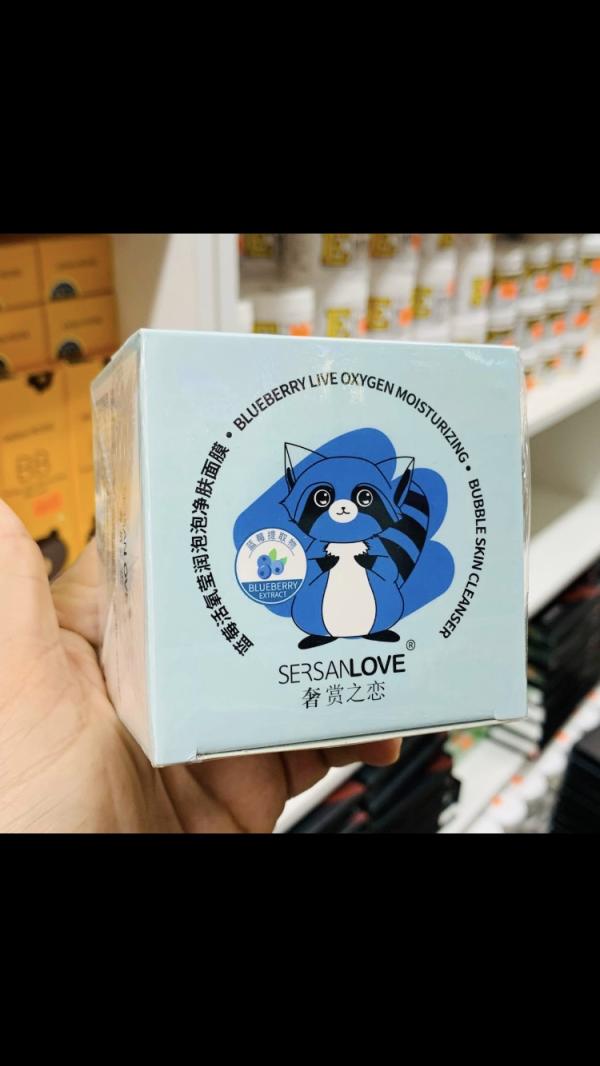 蓝莓活氧莹润泡泡净肤面膜 • BLUEBERRY LIVE OXYGEN MOISTURIZING • BUBBLE SKIN CLEANSER
蓝莓提取物
BLUEBERRY
EXTRACT
SERSANLOVE®
奢赏之恋
BB